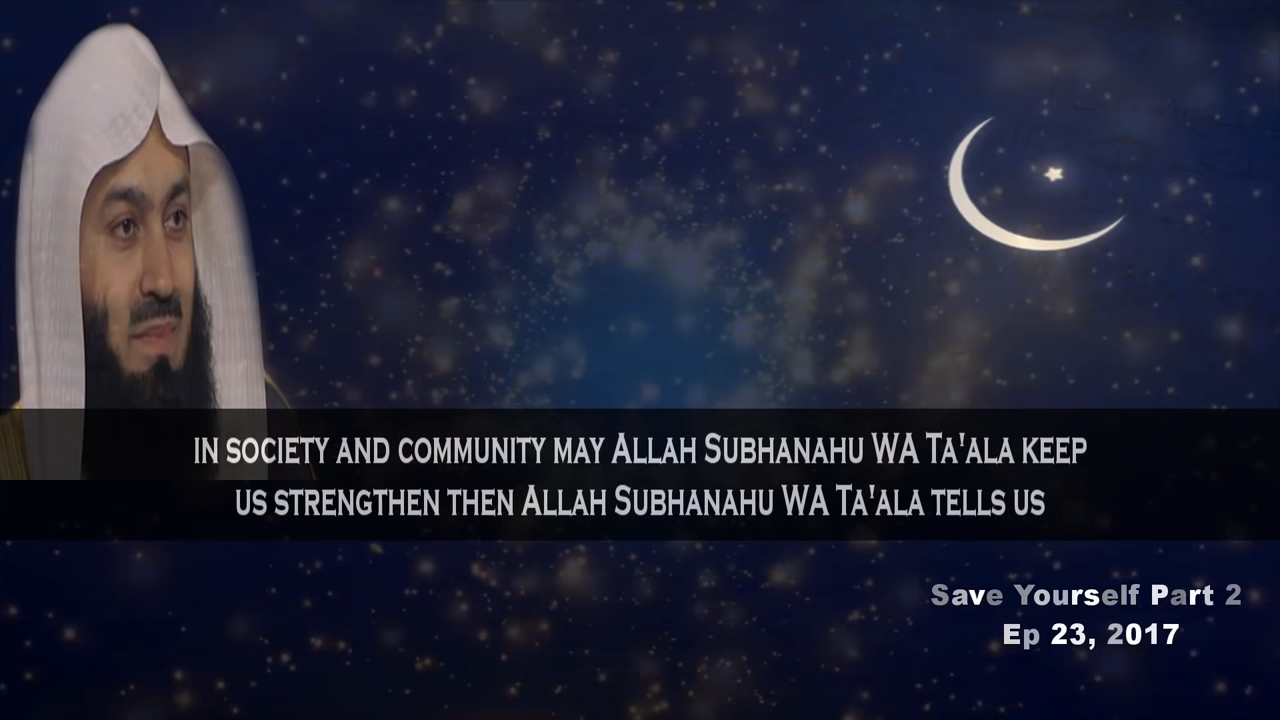 in society and community may Allah Subhanahu WA Ta'ala keep
us strengthen then Allah Subhanahu WA Ta'ala tells us
Save Yourself Part 2
Ep 23, 2017